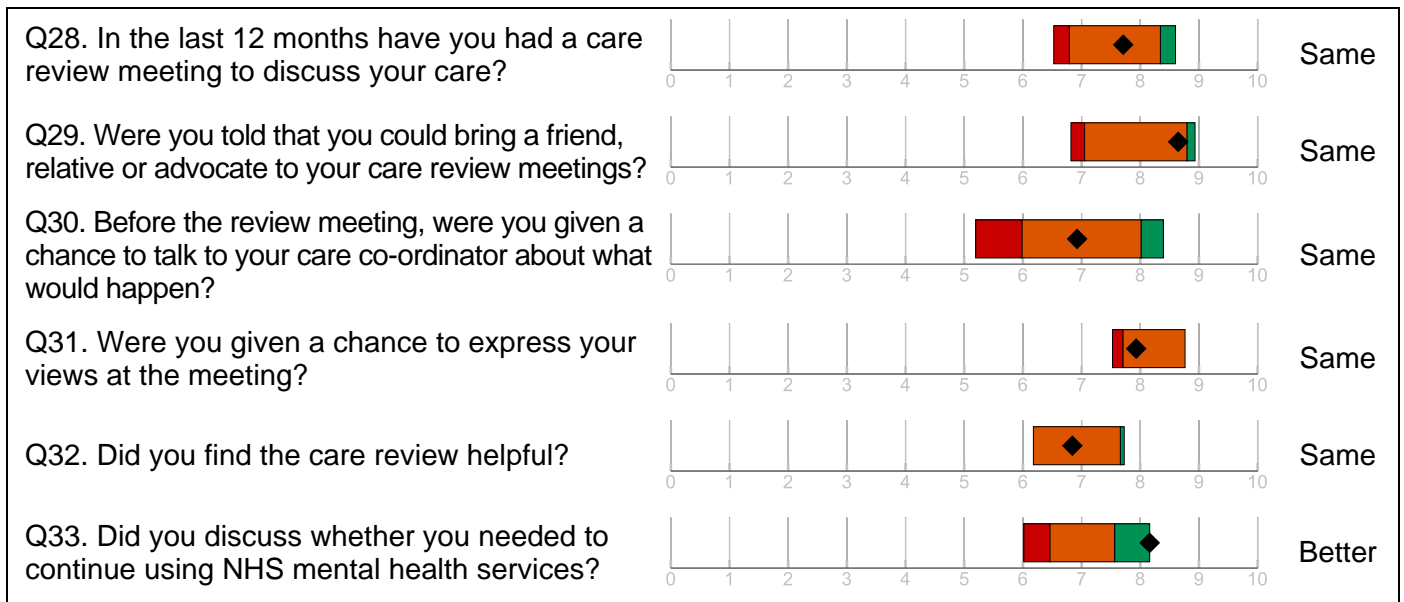 Q28. In the last 12 months have you had a care
review meeting to discuss your care?
0 1 2 3 4 5 6 7 8 9 10
Same
Q29. Were you told that you could bring a friend,
relative or advocate to your care review meetings?
0 1 2 3 4 5 6 7 8 9 10
Same
Q30. Before the review meeting, were you given a
chance to talk to your care co-ordinator about what
would happen?
0 1 2 3 4 5 6 7 8 9 10
Same
Q31. Were you given a chance to express your
views at the meeting?
0 1 2 3 4 5 6 7 8 9 10
Same
Q32. Did you find the care review helpful?
0 1 2 3 4 5 6 7 8 9 10
Same
Q33. Did you discuss whether you needed to
continue using NHS mental health services?
0 1 2 3 4 5 6 7 8 9 10
Better